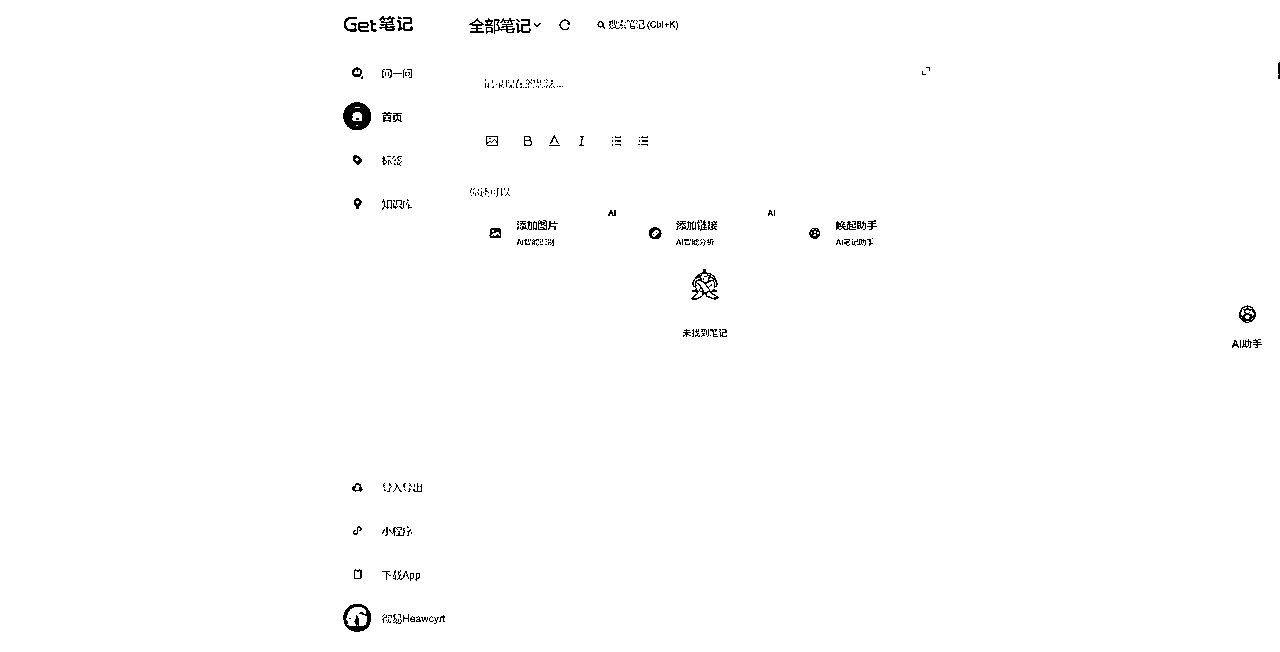 Get笔记
全部笔记
搜索笔记(Ctrl+K)
问一问
首页
标签
知识库
记录现在的想法...
B A I
你还可以
AI
添加图片
AI智能识别
AI
添加链接
AI智能分析
唤起助手
AI笔记助手
未找到笔记
AI助手
导入导出
小程序
下载App
Heawcyrt